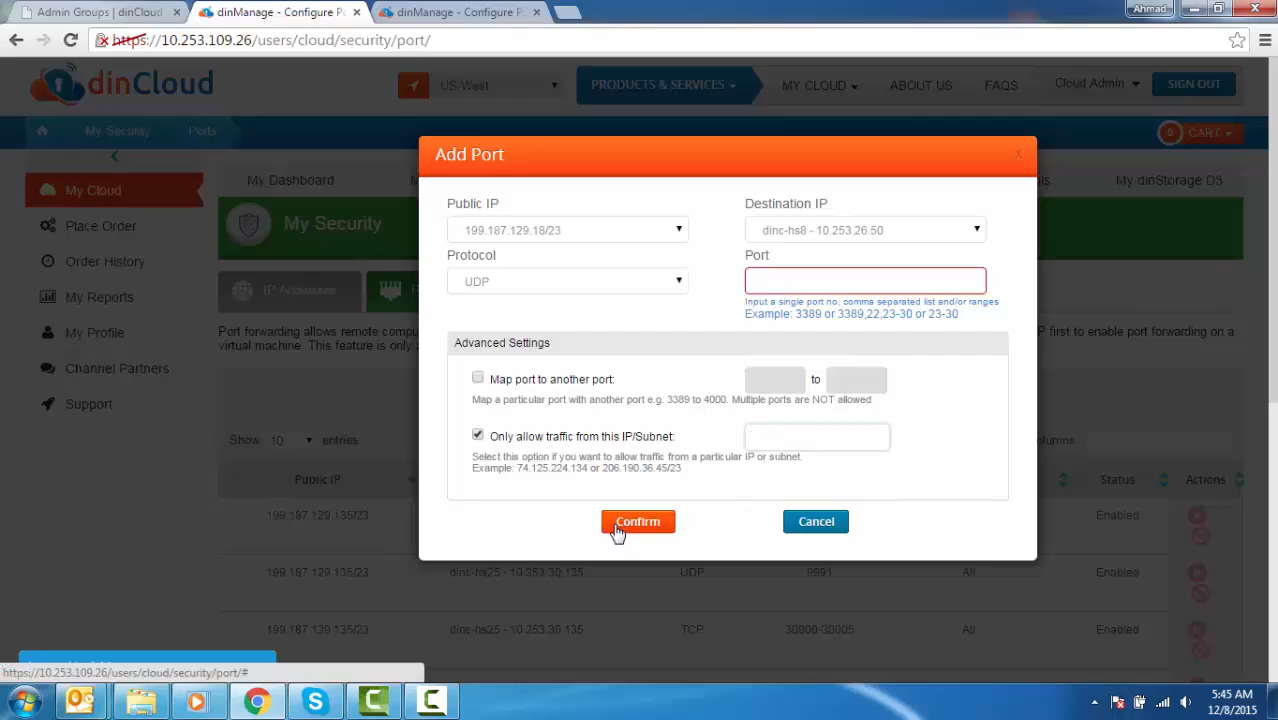 Admin Groups | dinCloud
dinManage - Configure P
dinManage - Configure P
Ahmad
https://10.253.109.26/users/cloud/security/port/
dinCloud
US-West
PRODUCTS & SERVICES
MY CLOUD
ABOUT US
FAQS
Cloud Admin
SIGN OUT
My Security
Ports
0
CART
Add Port
x
My Cloud
My Dashboard
My dinStorage D3
Place Order
My Security
Order History
IP Addresses
My Reports
My Profile
Channel Partners
Support
Port forwarding allows remote compu
IP first to enable port forwarding on a
virtual machine. This feature is only a
Public IP
199.187.129.18/23
Destination IP
dinc-hs8 - 10.253.26.50
Protocol
UDP
Port
Input a single port no, comma separated list and/or ranges
Example: 3389 or 3389,22,23-30 or 23-30
Advanced Settings
Map port to another port:
to
Map a particular port with another port e.g. 3389 to 4000. Multiple ports are NOT allowed
Only allow traffic from this IP/Subnet:
Select this option if you want to allow traffic from a particular IP or subnet.
Example: 74.125.224.134 or 206.190.36.45/23
Confirm
Cancel
Show 10 entries
Public IP
Status
Actions
199.187.129.135/23
Enabled
199.187.129.135/23
dinc-hs25 - 10.253.30.135
UDP
8991
All
Enabled
199.187.129.135/23
dinc-hs25 - 10.253.30.135
TCP
30000-30005
All
Enabled
https://10.253.109.26/users/cloud/security/port/#
5:45 AM
12/8/2015